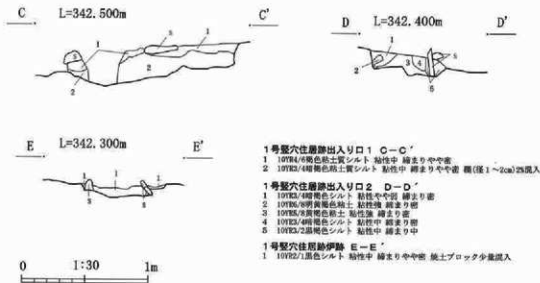 C L=342.500m C'
D L=342.400m D'
E L=342.300m E'
1号竪穴住居跡出入り口1 C-C'
1 10YR4/6褐色粘土質シルト 粘性中 締まりやや密
2 10YR3/4暗褐色粘土質シルト 粘性中 締まりやや密 礫(径1～2cm)2%混入
1号竪穴住居跡出入り口2 D-D'
1 10YR3/4暗褐色シルト 粘性やや弱 締まり密
2 10YR6/8明黄褐色粘土 粘性強 締まり密
3 10YR5/8黄褐色粘土 粘性強 締まり密
4 10YR3/4暗褐色シルト 粘性中 締まり密
5 10YR3/2黒褐色シルト 粘性中 締まり中
1号竪穴住居跡炉跡 E-E'
1 10YR2/1黒色シルト 粘性中 締まりやや密 焼土ブロック少量混入
0 1:30 1m